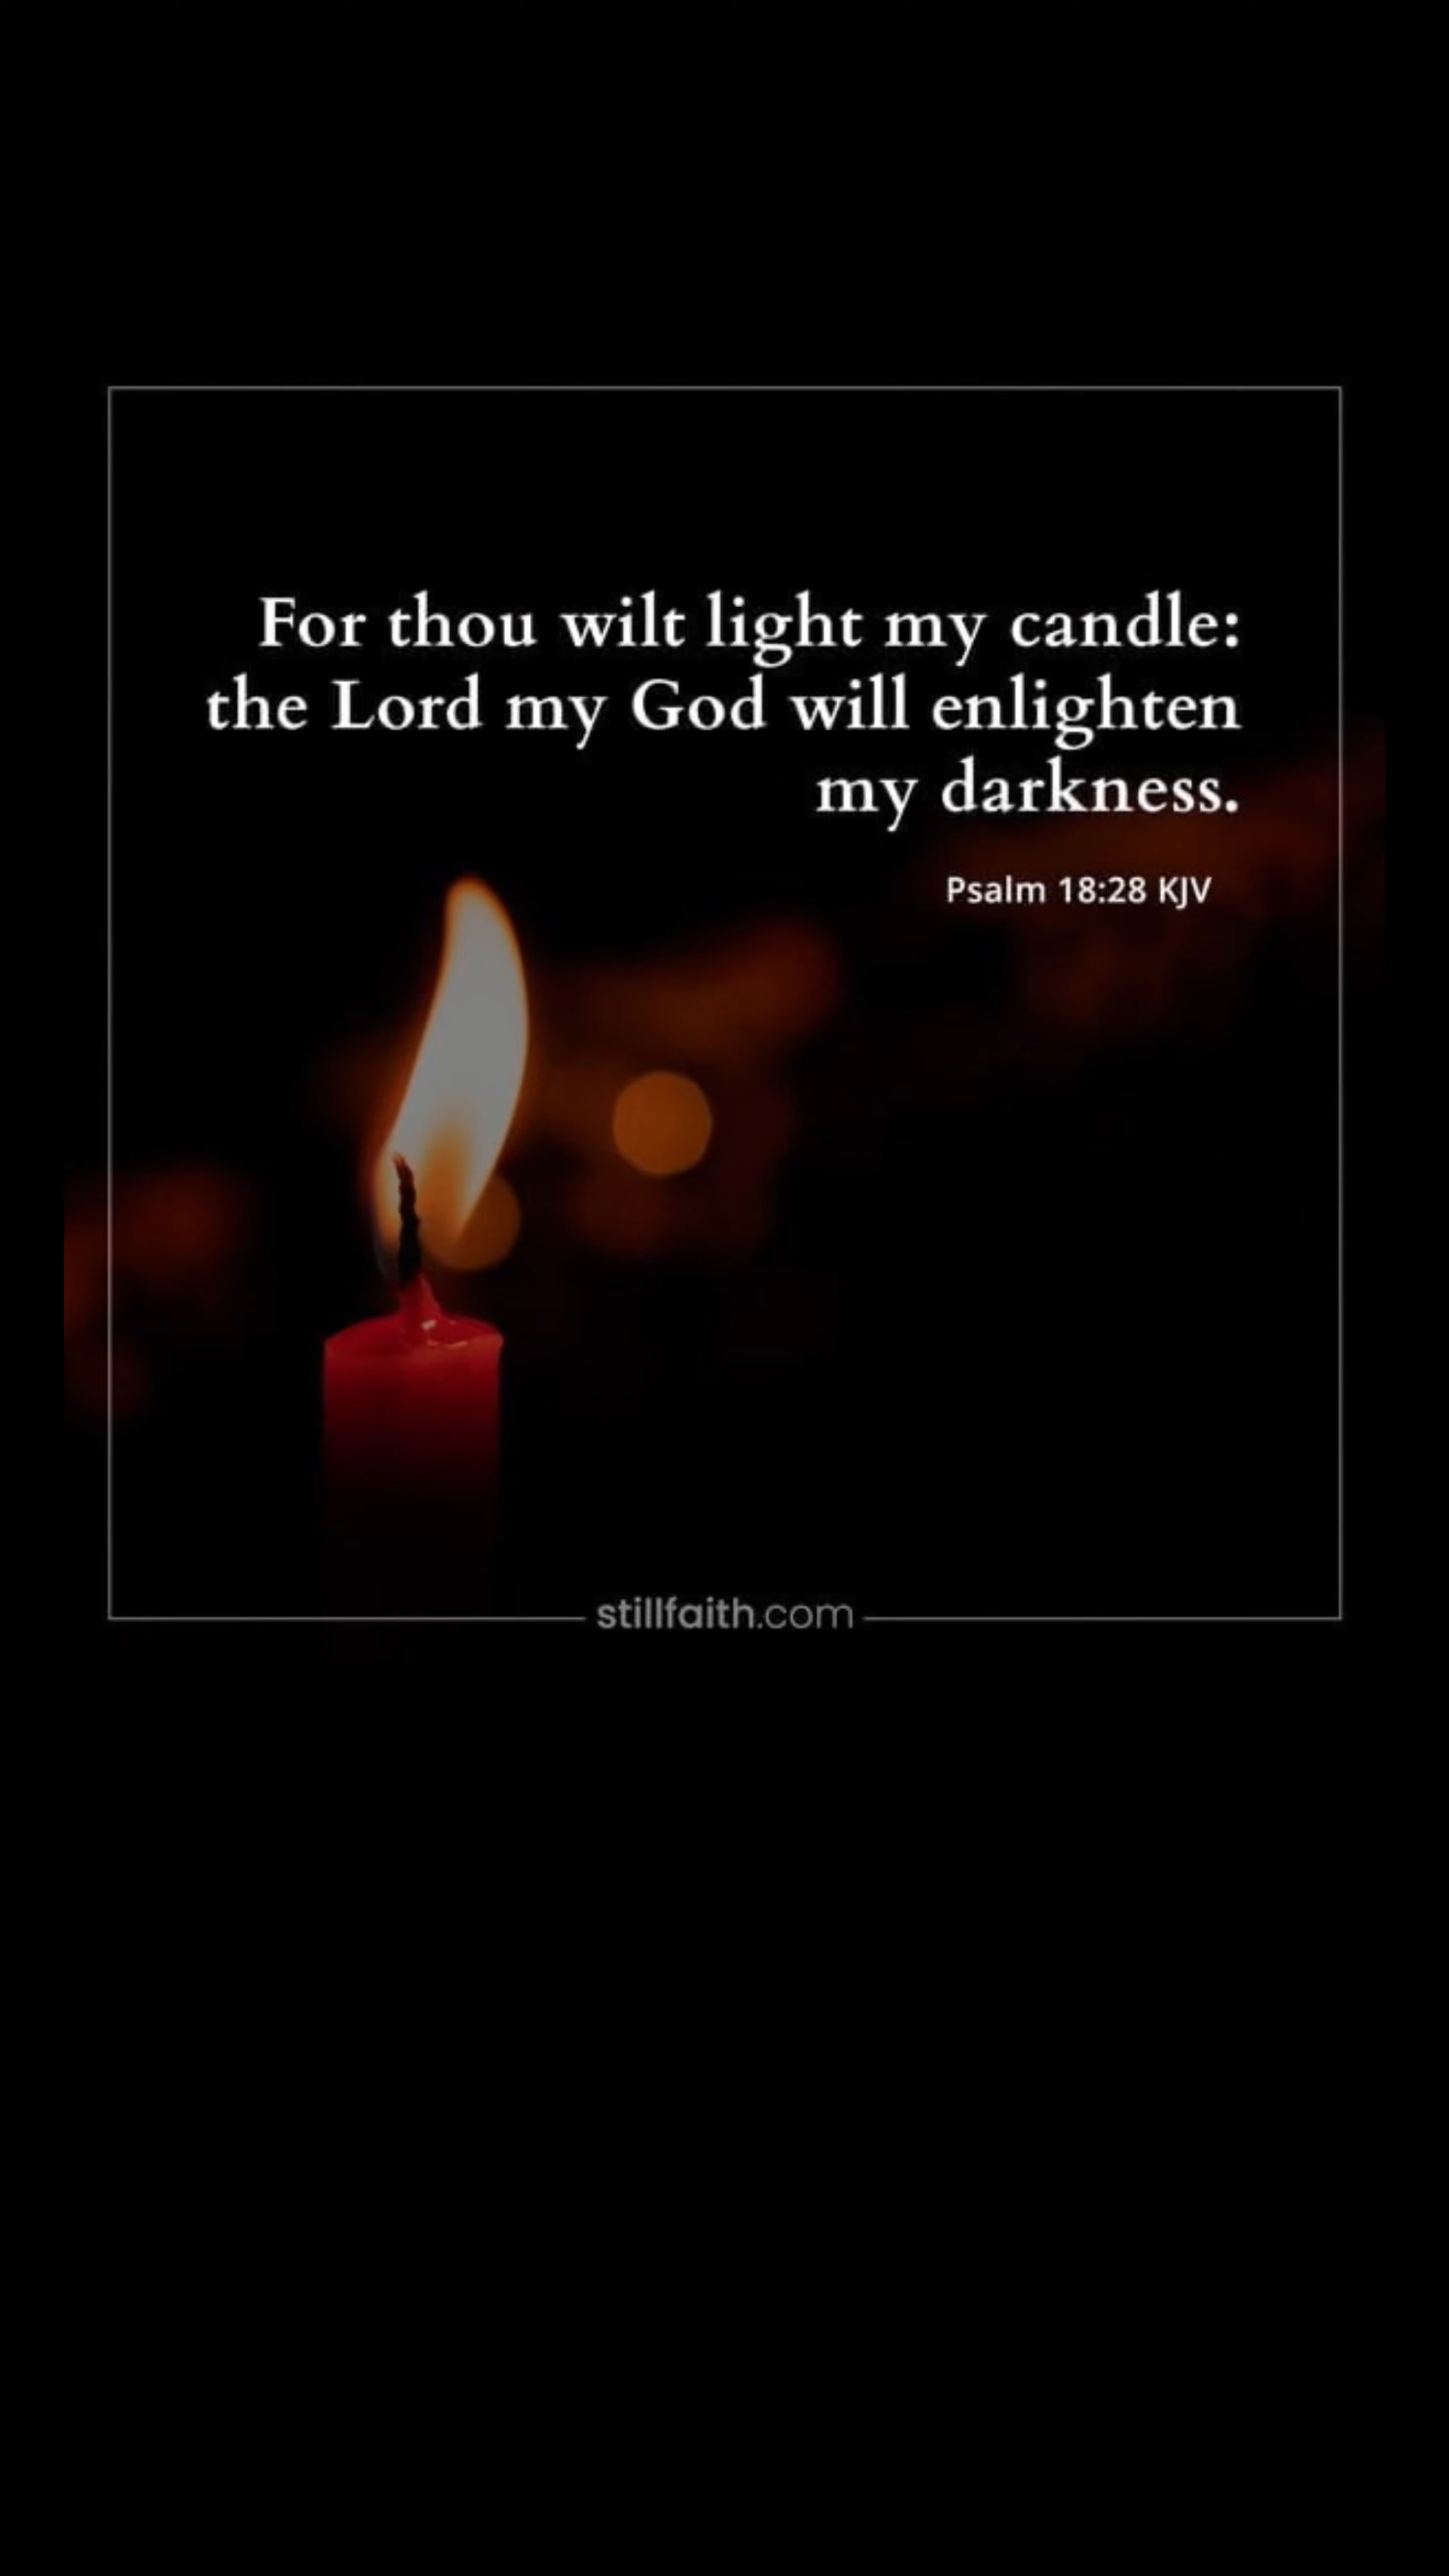 For thou wilt light my candle:
the Lord my God will enlighten
my darkness.
Psalm 18:28 KJV
stillfaith.com